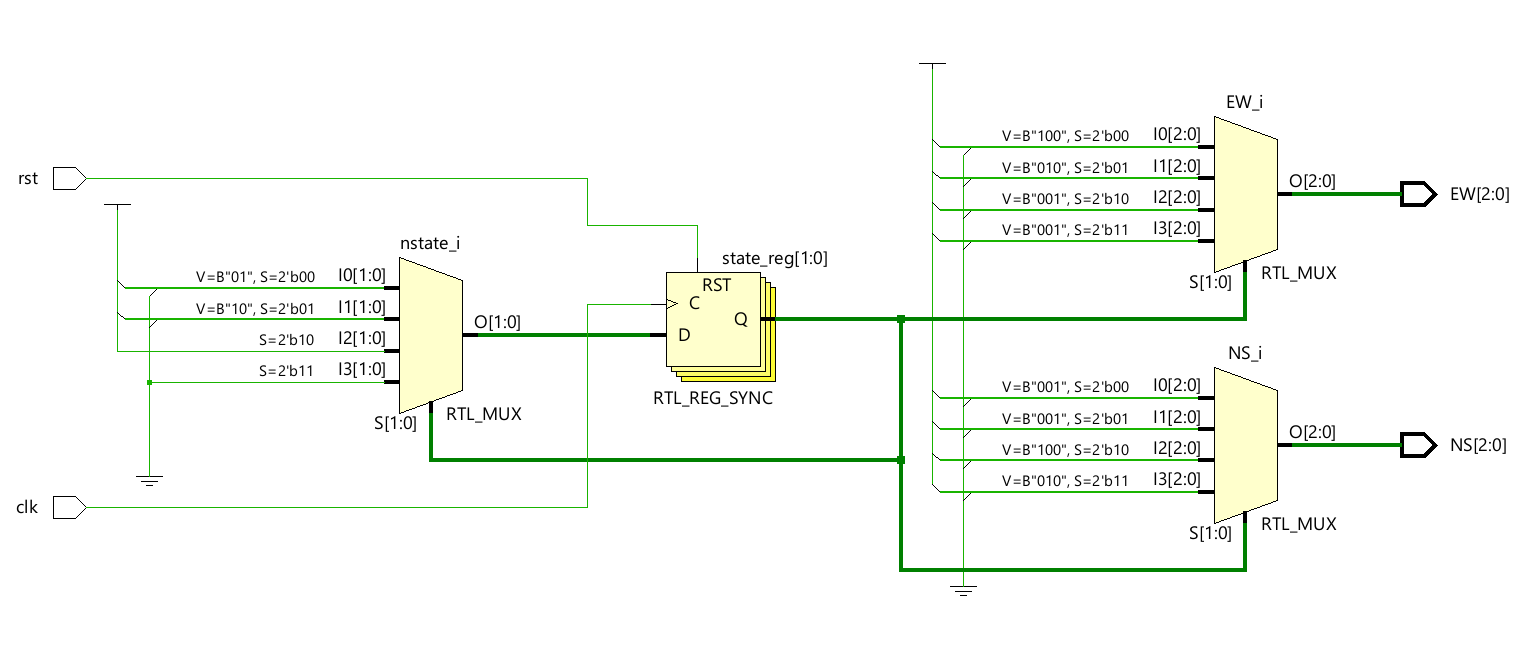 rst
clk
nstate_i
V=B"01", S=2'b00
I0[1:0]
V=B"10", S=2'b01
I1[1:0]
S=2'b10
I2[1:0]
S=2'b11
I3[1:0]
S[1:0]
O[1:0]
RTL_MUX
state_reg[1:0]
RST
C
D
Q
RTL_REG_SYNC
EW_i
V=B"100", S=2'b00
I0[2:0]
V=B"010", S=2'b01
I1[2:0]
V=B"001", S=2'b10
I2[2:0]
V=B"001", S=2'b11
I3[2:0]
S[1:0]
O[2:0]
RTL_MUX
EW[2:0]
NS_i
V=B"001", S=2'b00
I0[2:0]
V=B"001", S=2'b01
I1[2:0]
V=B"100", S=2'b10
I2[2:0]
V=B"010", S=2'b11
I3[2:0]
S[1:0]
O[2:0]
RTL_MUX
NS[2:0]